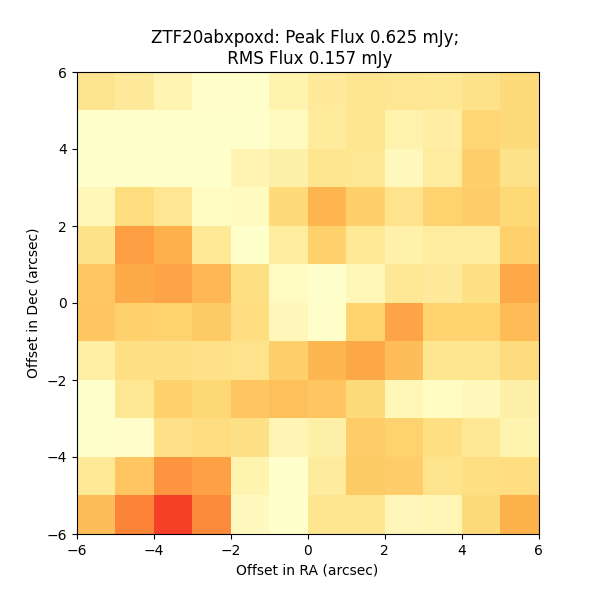 ZTF20abxpoxd: Peak Flux 0.625 mJy;
RMS Flux 0.157 mJy
6
4
2
0
−2
−4
−6
Offset in Dec (arcsec)
−6 −4 −2 0 2 4 6
Offset in RA (arcsec)